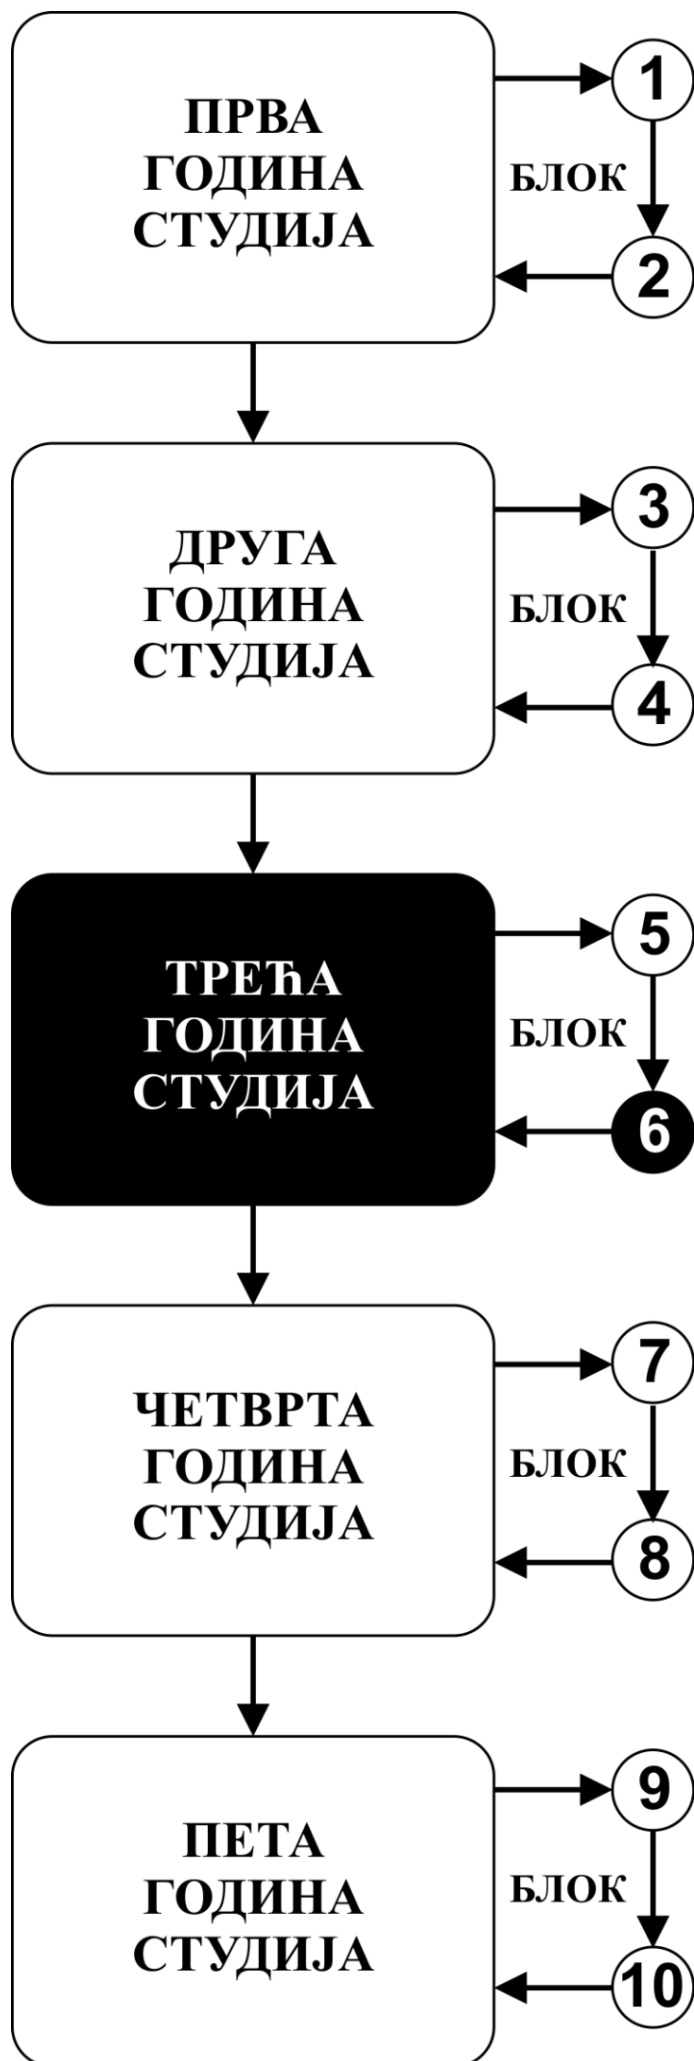 ПРВА
ГОДИНА
СТУДИЈА
1
БЛОК
2
ДРУГА
ГОДИНА
СТУДИЈА
3
БЛОК
4
ТРЕЋА
ГОДИНА
СТУДИЈА
5
БЛОК
6
ЧЕТВРТА
ГОДИНА
СТУДИЈА
7
БЛОК
8
ПЕТА
ГОДИНА
СТУДИЈА
9
БЛОК
10